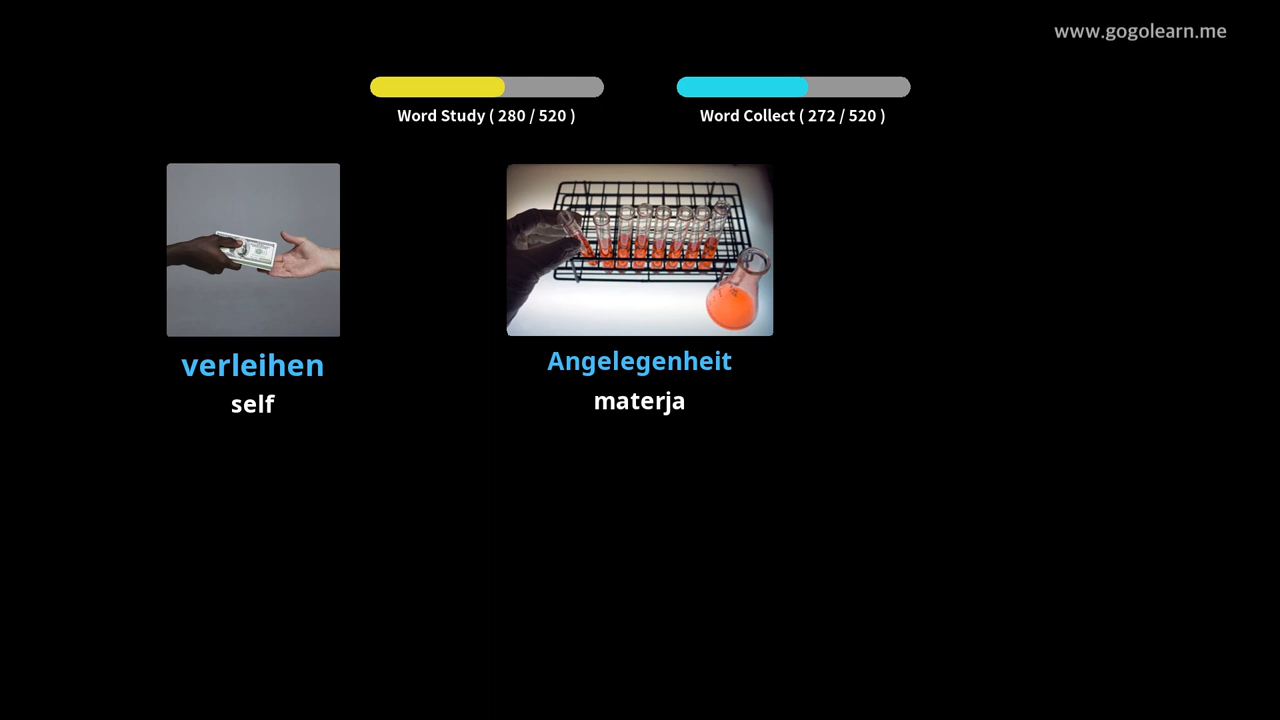 www.gogolearn.me
Word Study ( 280 / 520 )
Word Collect ( 272 / 520 )
verleihen
self
Angelegenheit
materja